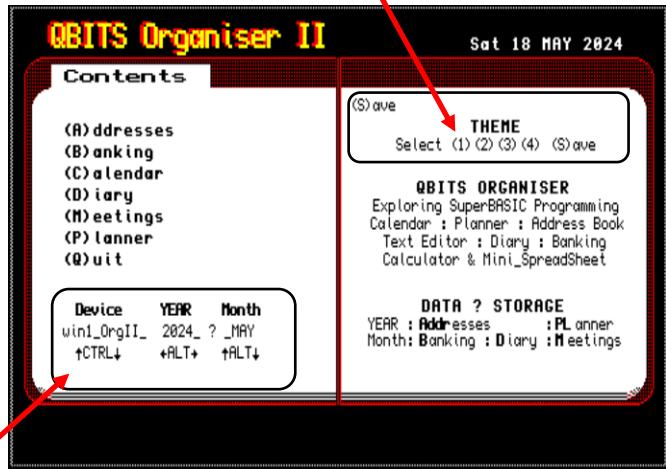 QBITS Organiser II
Sat 18 MAY 2024
Contents
(A)ddresses
(B)anking
(C)alendar
(D)iary
(M)eetings
(P)lanner
(Q)uit
Device YEAR Month
win1_OrgII_ 2024_ ? _MAY
↑CTRL↓ ←ALT→ ↑ALT↓
(S)ave
THEME
Select (1)(2)(3)(4) (S)ave
QBITS ORGANISER
Exploring SuperBASIC Programming
Calendar : Planner : Address Book
Text Editor : Diary : Banking
Calculator & Mini_SpreadSheet
DATA ? STORAGE
YEAR : Addresses :PLanner
Month: Banking : Diary :Meetings